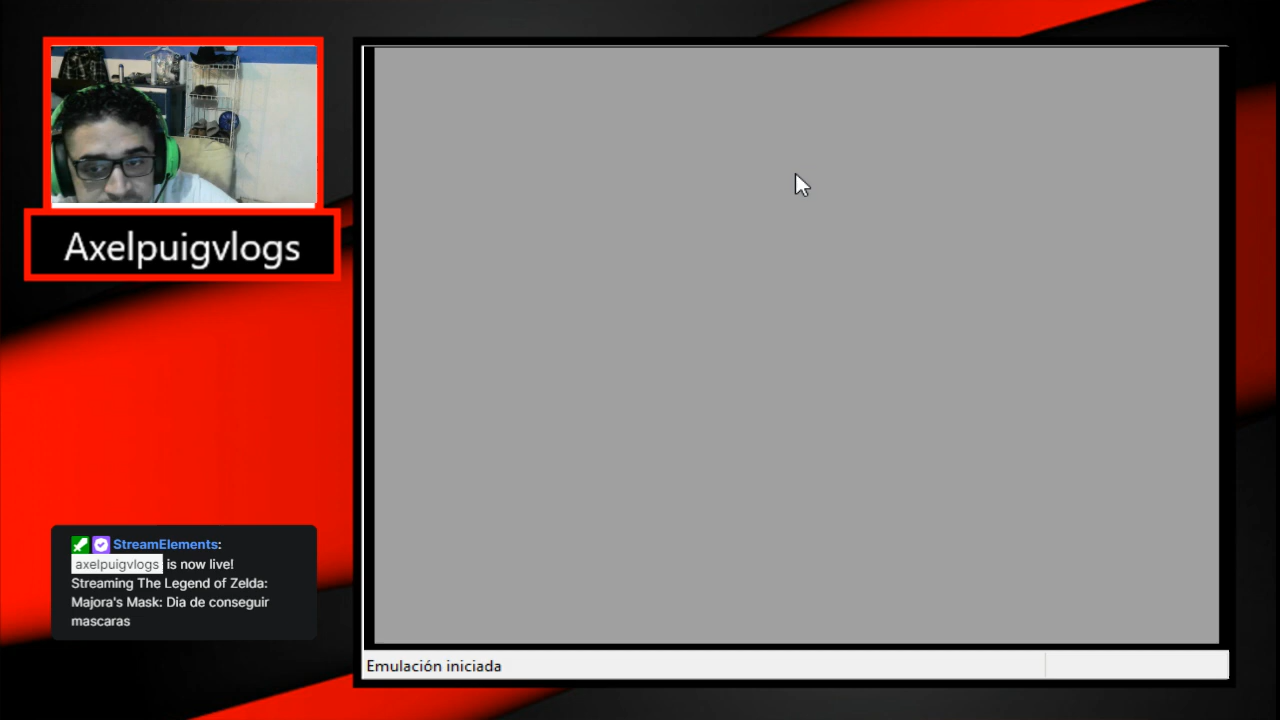 Axelpuigvlogs
StreamElements:
axelpuigvlogs is now live!
Streaming The Legend of Zelda:
Majora's Mask: Dia de conseguir
mascaras
Emulación iniciada